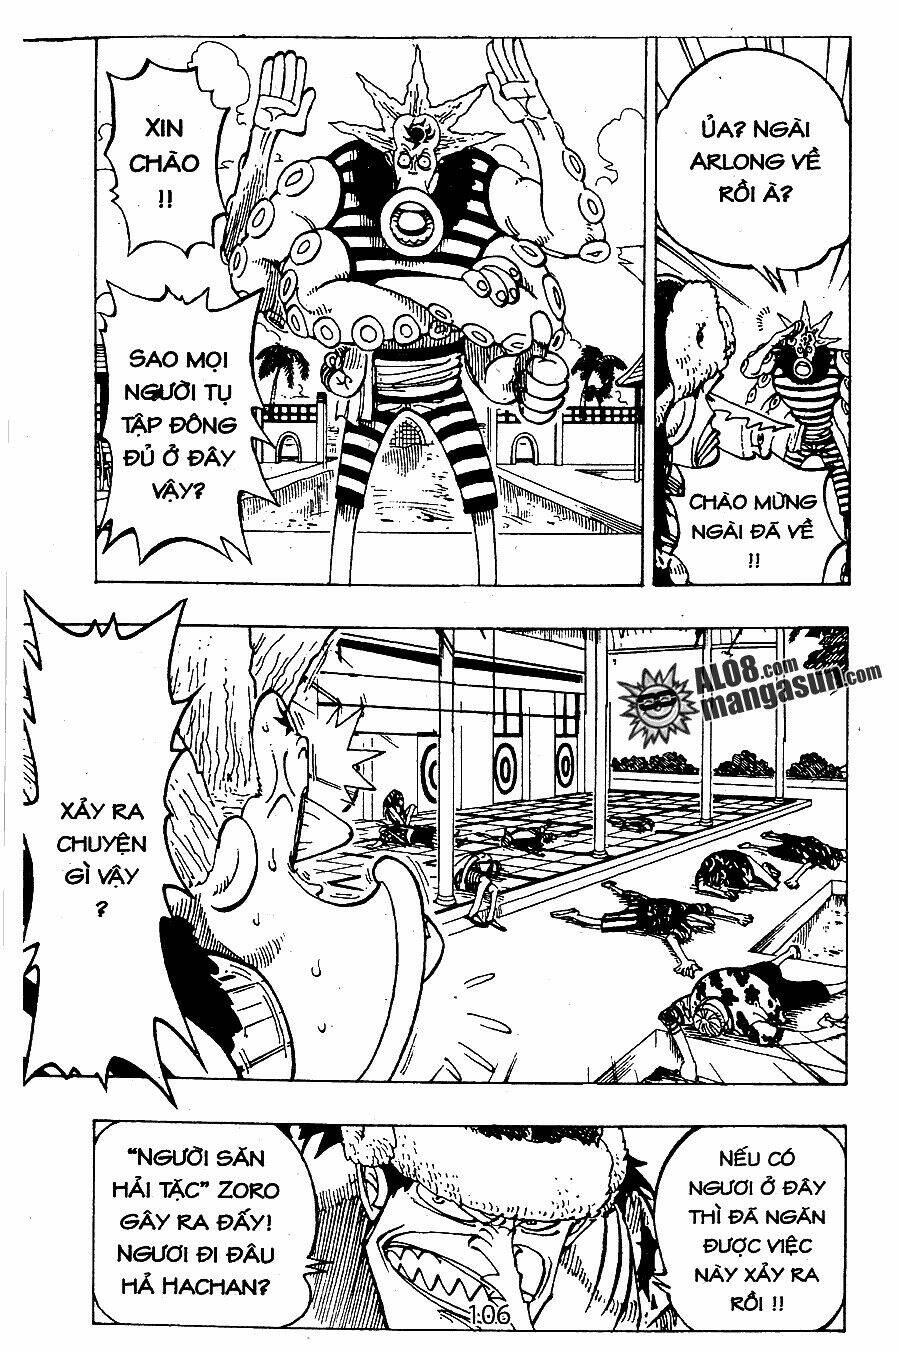 ỦA? NGÀI
ARLONG VỀ
RỒI À?
CHÀO MỪNG
NGÀI ĐÃ VỀ
!!
XIN
CHÀO
!!
SAO MỌI
NGƯỜI TỤ
TẬP ĐÔNG
ĐỦ Ở ĐÂY
VẬY?
AL08.com
mangasun.com
XẢY RA
CHUYỆN
GÌ VẬY
?
NẾU CÓ
NGƯƠI Ở ĐÂY
THÌ ĐÃ NGĂN
ĐƯỢC VIỆC
NÀY XẢY RA
RỒI !!
“NGƯỜI SĂN
HẢI TẶC” ZORO
GÂY RA ĐẤY!
NGƯƠI ĐI ĐÂU
HẢ HACHAN?
106